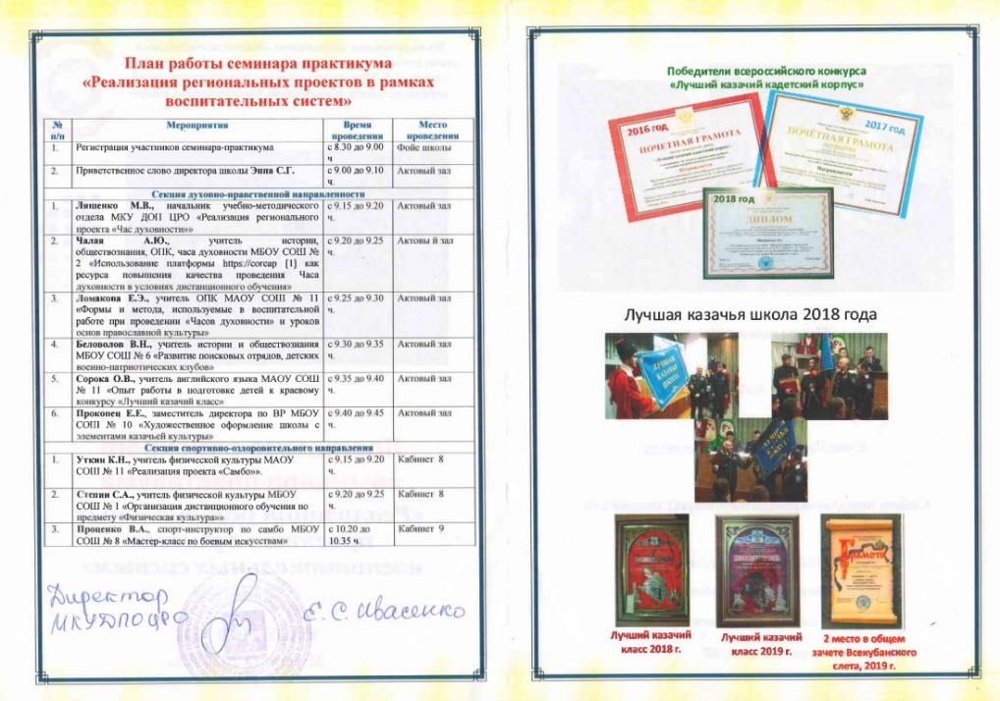 План работы семинара практикума
«Реализация региональных проектов в рамках
воспитательных систем»
№ п/п Мероприятия Время проведения Место проведения
1. Регистрация участников семинара-практикума с 8.30 до 9.00 ч Фойе школы
2. Приветственное слово директора школы Эппа С.Г. с 9.00 до 9.10 ч. Актовый зал
Секция духовно-нравственной направленности
1. Лященко М.В., начальник учебно-методического с 9.15 до 9.20 Актовый зал
отдела МКУ ДОП ЦРО «Реализация регионального ч.
проекта «Час духовности»»
2. Чалая А.Ю., учитель истории, с 9.20 до 9.25 Актовы й зал
обществознания, ОПК, часа духовности МБОУ СОШ № ч.
2 «Использование платформы https://corcap [1] как
ресурса повышения качества проведения Часа
духовности в условиях дистанционного обучения»
3. Ломакова Е.Э., учитель ОПК МАОУ СОШ № 11 с 9.25 до 9.30 Актовый зал
«Формы и метода, используемые в воспитательной ч.
работе при проведении «Часов духовности» и уроков
основ православной культуры»
4. Беловолов В.Н., учитель истории и обществознания с 9.30 до 9.35 Актовый зал
МБОУ СОШ № 6 «Развитие поисковых отрядов, детских ч.
военно-патриотических клубов»
5. Сорока О.В., учитель английского языка МАОУ СОШ с 9.35 до 9.40 Актовый зал
№ 11 «Опыт работы в подготовке детей к краевому ч.
конкурсу «Лучший казачий класс»
6. Прокопец Е.Е., заместитель директора по ВР МБОУ с 9.40 до 9.45 Актовый зал
СОШ № 10 «Художественное оформление школы с ч.
элементами казачьей культуры»
Секция спортивно-оздоровительного направления
1. Уткин К.Н., учитель физической культуры МАОУ с 9.15 до 9.20 Кабинет 8
СОШ № 11 «Реализация проекта «Самбо»». ч.
2. Степин С.А., учитель физической культуры МБОУ с 9.20 до 9.25 Кабинет 8
СОШ № 1 «Организация дистанционного обучения по ч.
предмету «Физическая культура»»
3. Проценко В.А., спорт-инструктор по самбо МБОУ с 10.20 до Кабинет 9
СОШ № 8 «Мастер-класс по боевым искусствам» 10.35 ч.
Директор
МКУДПОЦРО
Е.С. Ивасенко
Победители всероссийского конкурса
«Лучший казачий кадетский корпус»
2016 год
ПОЧЕТНАЯ ГРАМОТА
Награждается
2017 год
ПОЧЁТНАЯ ГРАМОТА
Награждается
2018 год
ДИПЛОМ
Лучшая казачья школа 2018 года
ЛУЧШАЯ
КАЗАЧЬЯ
ШКОЛА
ЛУЧШАЯ
КАЗАЧЬЯ
ШКОЛА
Грамота
Лучший казачий
класс 2018 г.
Лучший казачий
класс 2019 г.
2 место в общем
зачете Всекубанского
слета, 2019 г.